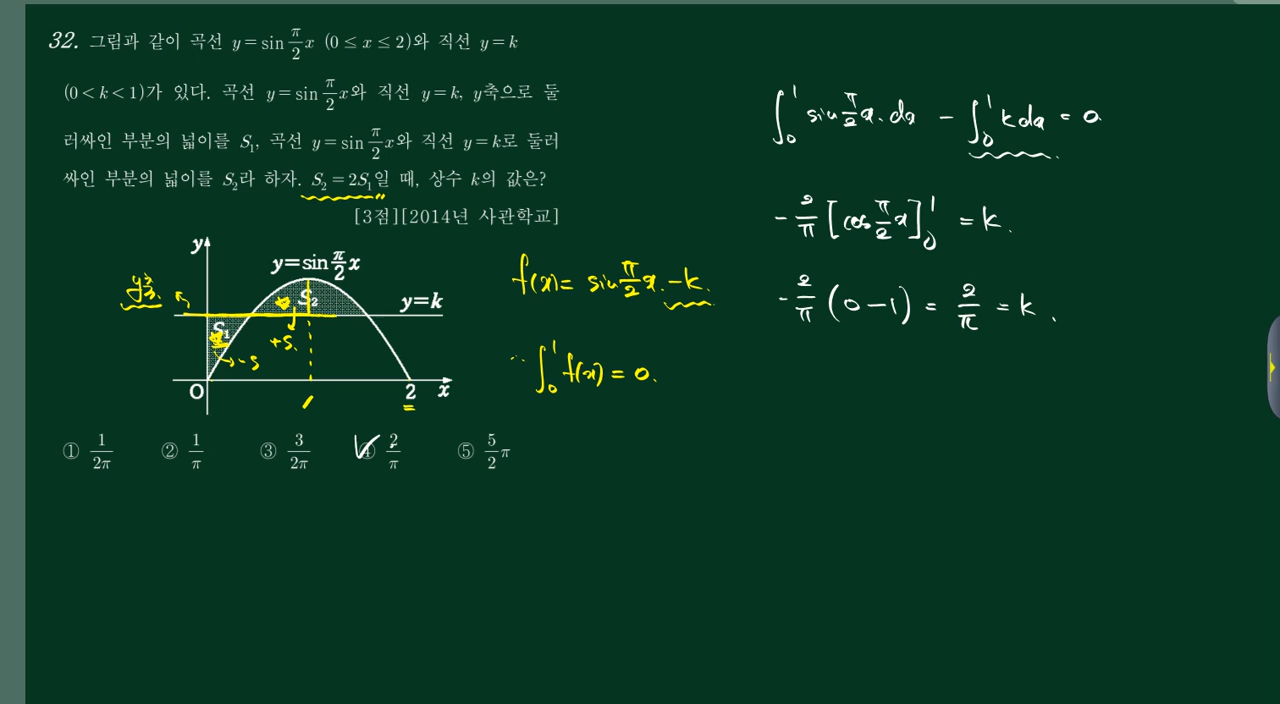 32. 그림과 같이 곡선 y=sin π/2 x (0≤x≤2)와 직선 y=k
(0<k<1)가 있다. 곡선 y=sin π/2 x와 직선 y=k, y축으로 둘
러싸인 부분의 넓이를 S₁, 곡선 y=sin π/2 x와 직선 y=k로 둘러
싸인 부분의 넓이를 S₂라 하자. S₂=2S₁일 때, 상수 k의 값은?
[3점][2014년 사관학교]
y
y=sin π/2 x
y=k
S₂
S₁
+S.
-S
O
1
2
x
① 1/2π ② 1/π ③ 3/2π ④ 2/π ⑤ 5/2 π
f(x)= sin π/2 x.-k.
∴ ∫₀¹ f(x)=0.
∫₀¹ sin π/2 x.dx - ∫₀¹ kdx = 0.
-2/π [cos π/2 x]₀¹ = k.
-2/π (0-1) = 2/π = k.